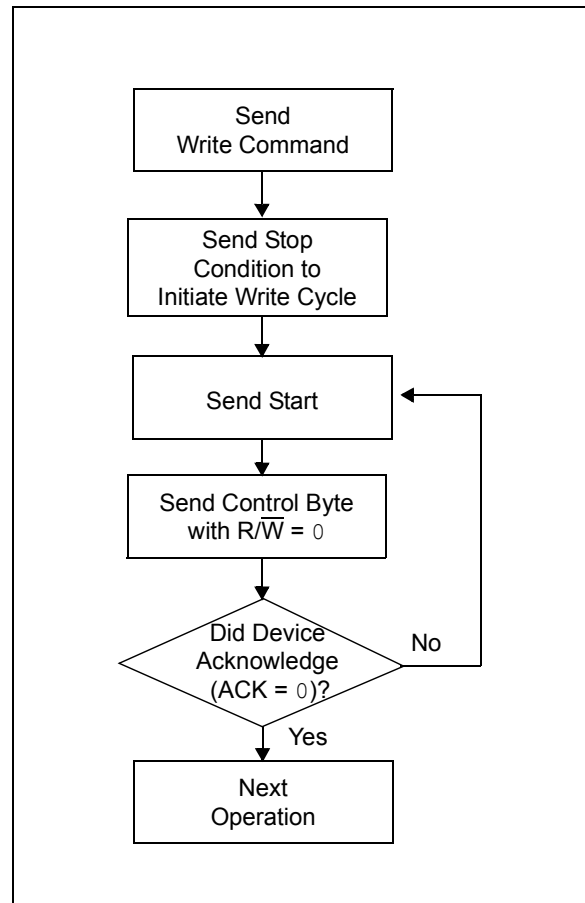 Send
Write Command
Send Stop
Condition to
Initiate Write Cycle
Send Start
Send Control Byte
with R/W̅ = 0
Did Device
Acknowledge
(ACK = 0)?
No
Yes
Next
Operation